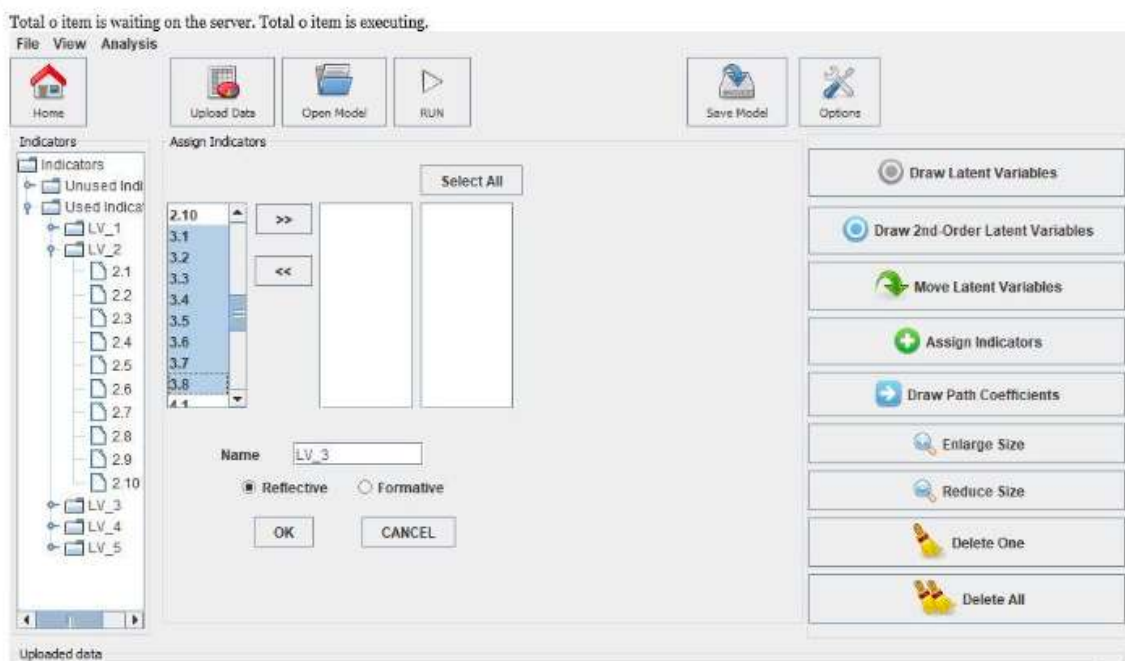 Total 0 item is waiting on the server. Total 0 item is executing.
File View Analysis
Home
Upload Data
Open Model
RUN
Save Model
Options
Indicators
Assign Indicators
Indicators
Unused Indi
Used Indica
LV_1
LV_2
2.1
2.2
2.3
2.4
2.5
2.6
2.7
2.8
2.9
2.10
LV_3
LV_4
LV_5
Select All
2.10
3.1
3.2
3.3
3.4
3.5
3.6
3.7
3.8
4.1
>>
<<
Name LV_3
Reflective Formative
OK CANCEL
Draw Latent Variables
Draw 2nd-Order Latent Variables
Move Latent Variables
Assign Indicators
Draw Path Coefficients
Enlarge Size
Reduce Size
Delete One
Delete All
Uploaded data